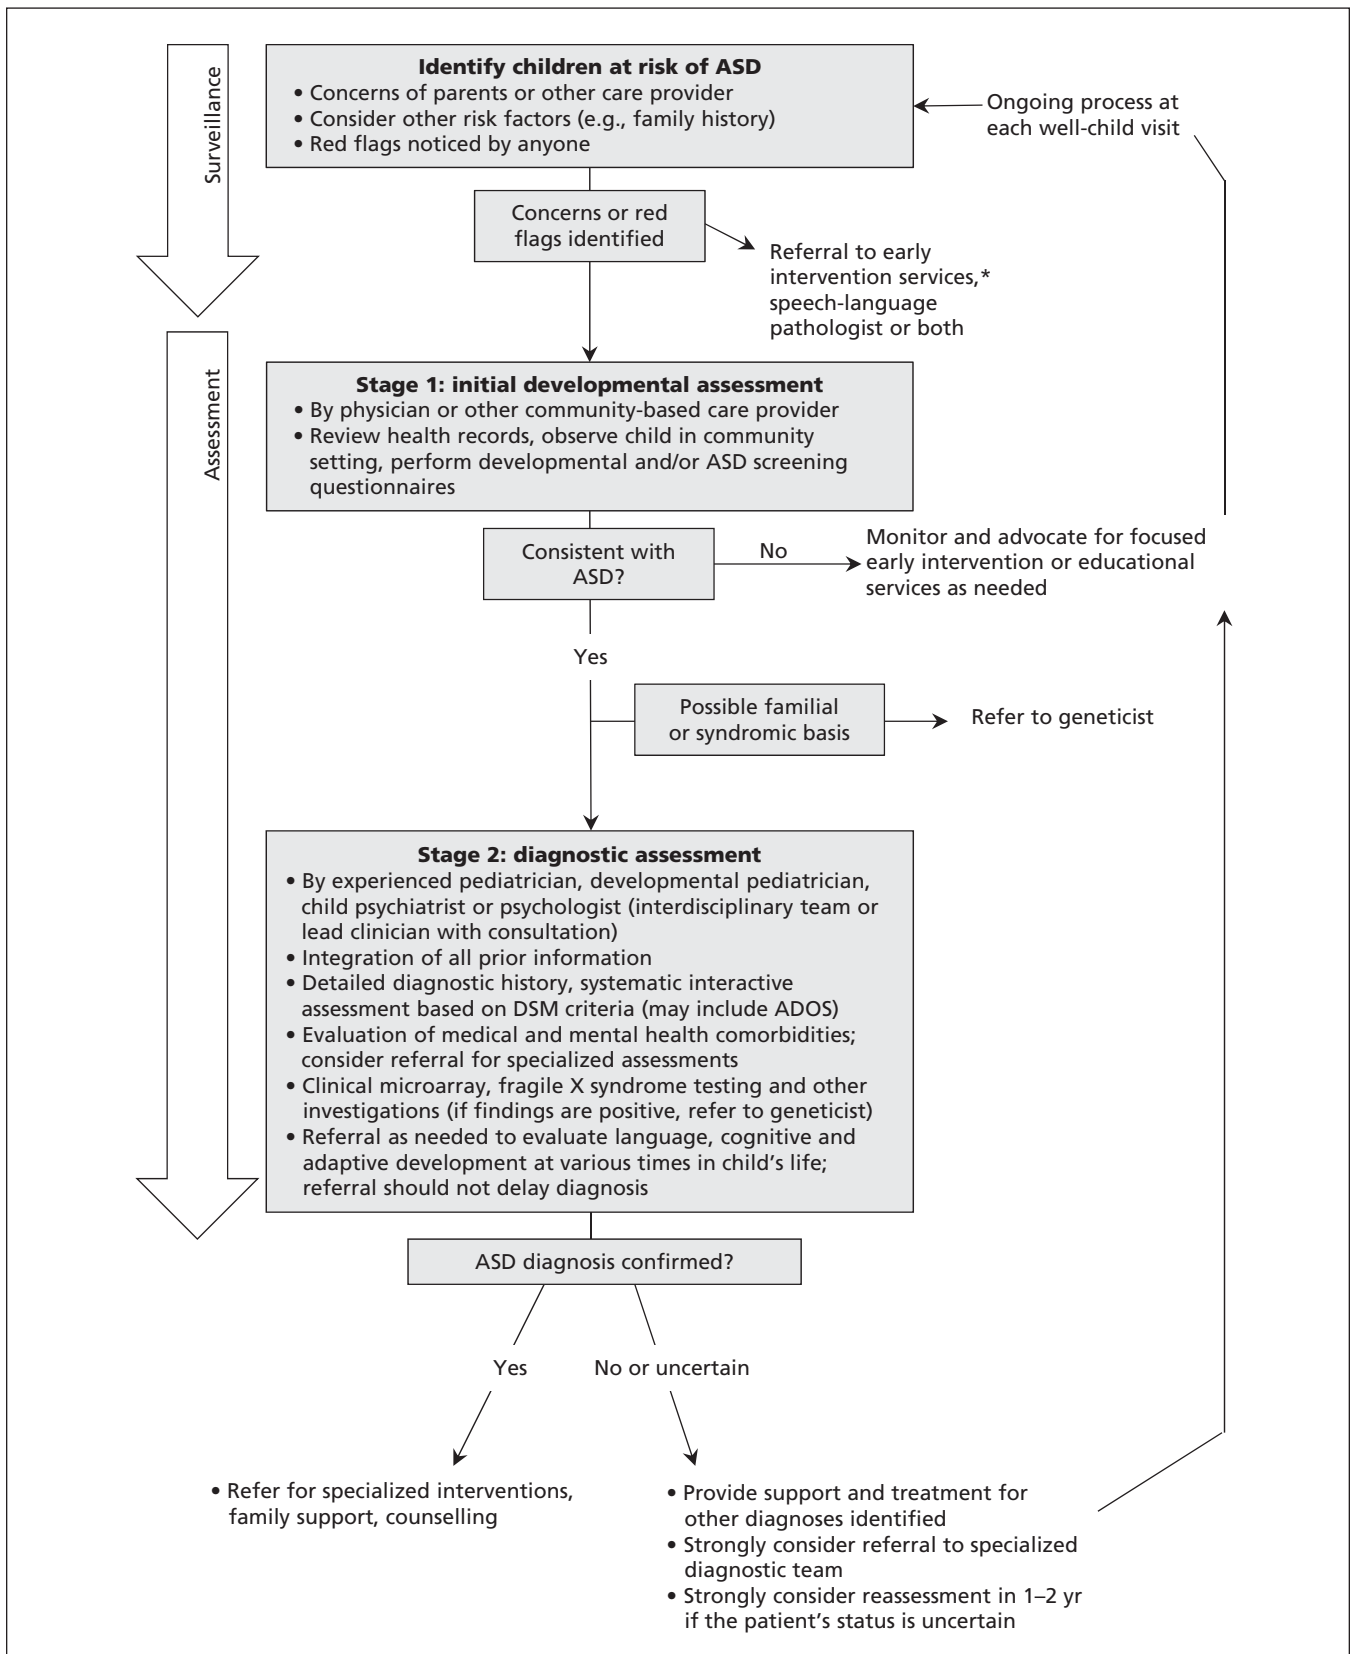 Surveillance
Identify children at risk of ASD
• Concerns of parents or other care provider
• Consider other risk factors (e.g., family history)
• Red flags noticed by anyone
Ongoing process at
each well-child visit
Concerns or red
flags identified
Referral to early
intervention services,*
speech-language
pathologist or both
Assessment
Stage 1: initial developmental assessment
• By physician or other community-based care provider
• Review health records, observe child in community
setting, perform developmental and/or ASD screening
questionnaires
Consistent with
ASD?
No
Monitor and advocate for focused
early intervention or educational
services as needed
Yes
Possible familial
or syndromic basis
Refer to geneticist
Stage 2: diagnostic assessment
• By experienced pediatrician, developmental pediatrician,
child psychiatrist or psychologist (interdisciplinary team or
lead clinician with consultation)
• Integration of all prior information
• Detailed diagnostic history, systematic interactive
assessment based on DSM criteria (may include ADOS)
• Evaluation of medical and mental health comorbidities;
consider referral for specialized assessments
• Clinical microarray, fragile X syndrome testing and other
investigations (if findings are positive, refer to geneticist)
• Referral as needed to evaluate language, cognitive and
adaptive development at various times in child’s life;
referral should not delay diagnosis
ASD diagnosis confirmed?
Yes
No or uncertain
• Refer for specialized interventions,
family support, counselling
• Provide support and treatment for
other diagnoses identified
• Strongly consider referral to specialized
diagnostic team
• Strongly consider reassessment in 1–2 yr
if the patient’s status is uncertain